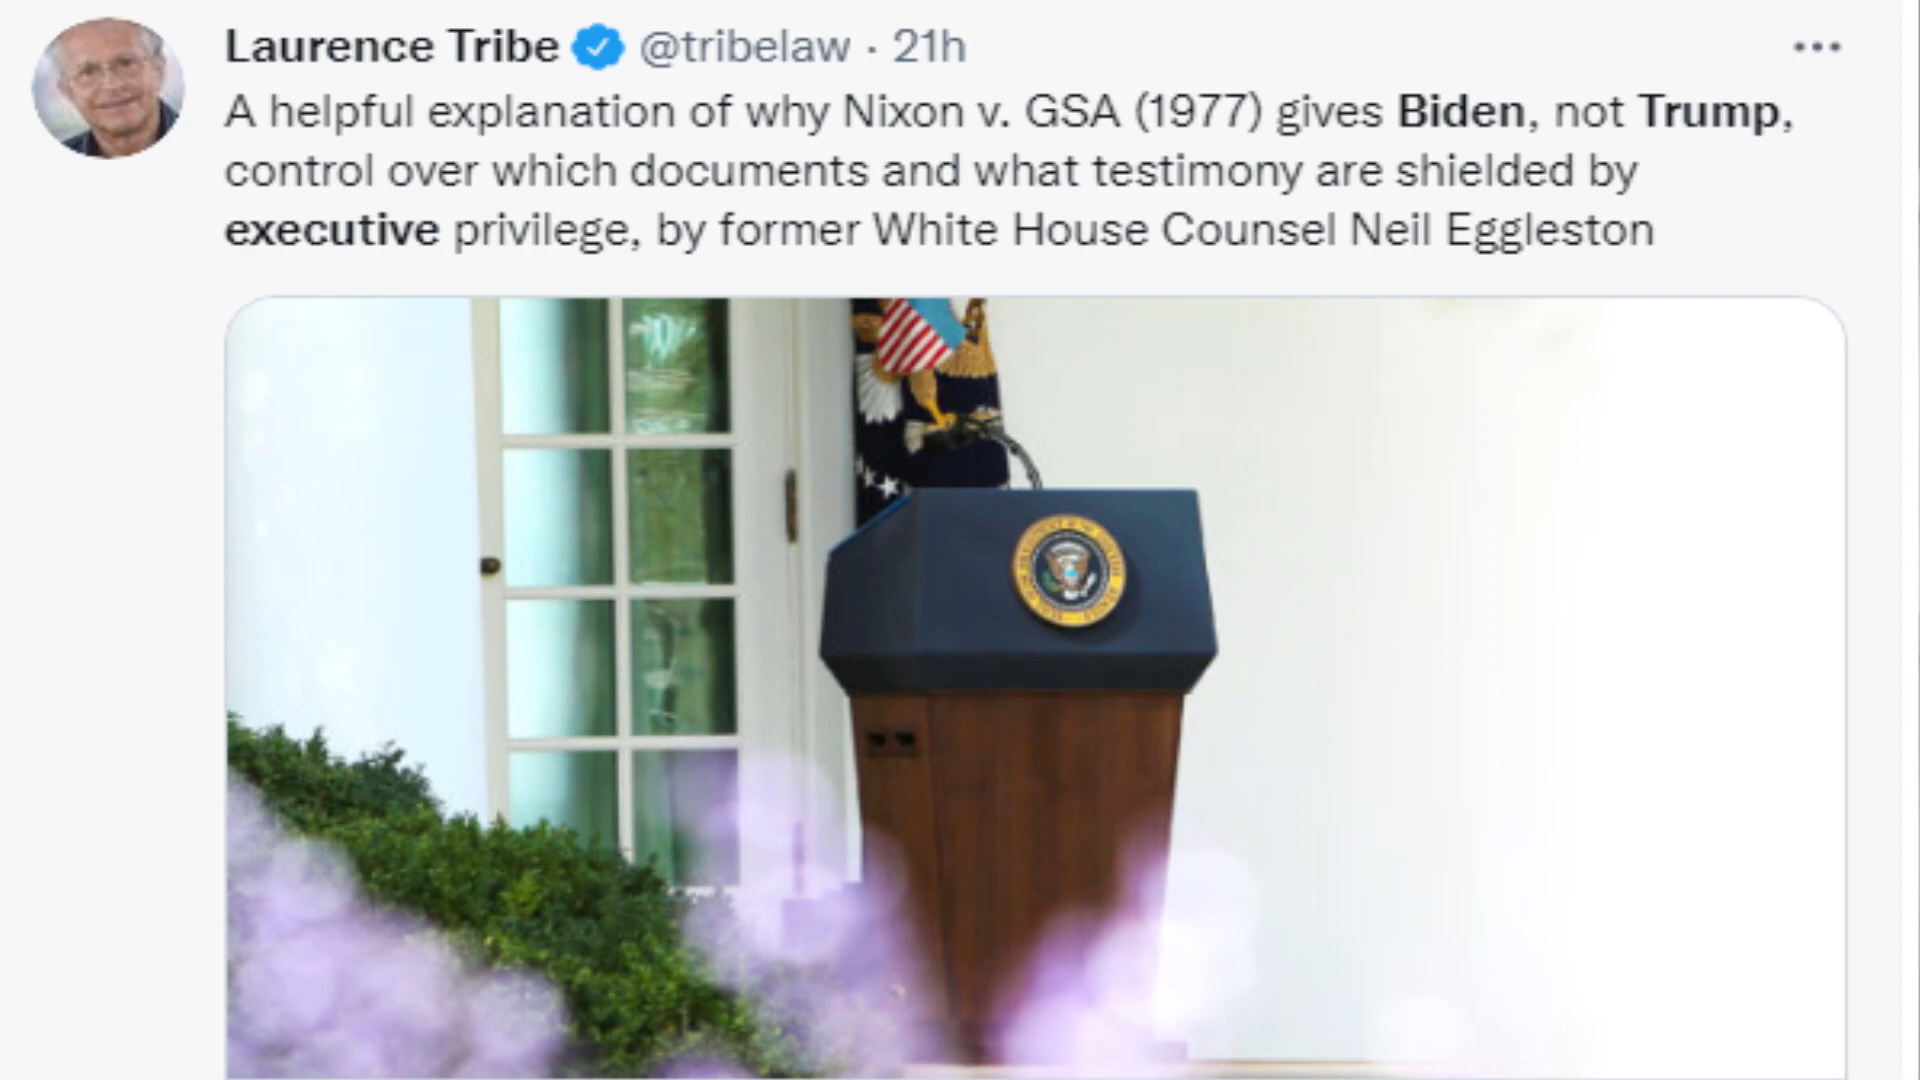 Laurence Tribe @tribelaw · 21h
A helpful explanation of why Nixon v. GSA (1977) gives Biden, not Trump,
control over which documents and what testimony are shielded by
executive privilege, by former White House Counsel Neil Eggleston